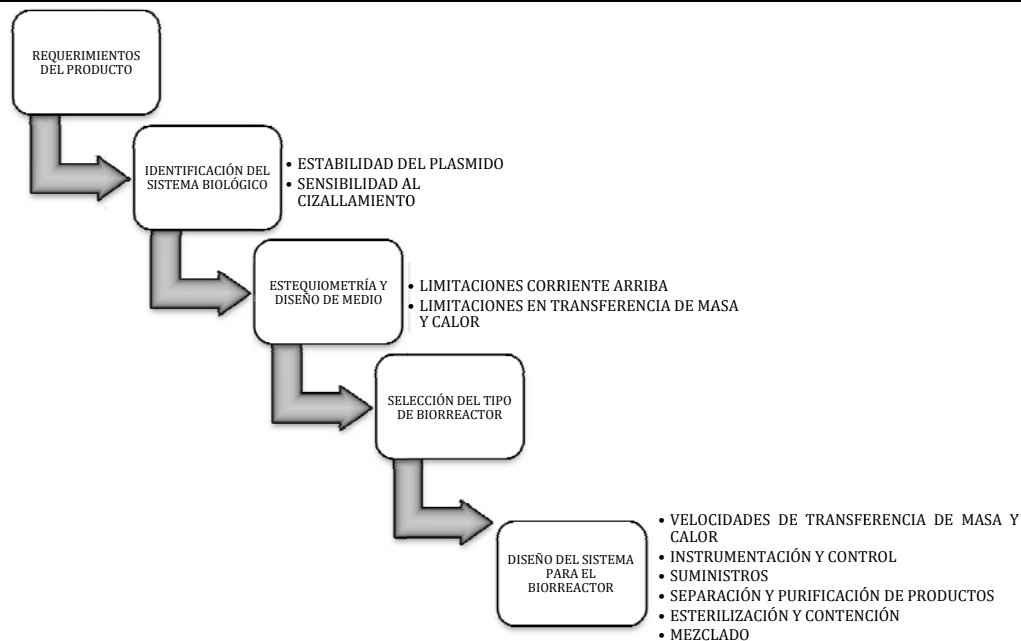 REQUERIMIENTOS
DEL PRODUCTO
IDENTIFICACIÓN DEL
SISTEMA BIOLÓGICO
• ESTABILIDAD DEL PLASMIDO
• SENSIBILIDAD AL
CIZALLAMIENTO
ESTEQUIOMETRÍA Y
DISEÑO DE MEDIO
• LIMITACIONES CORRIENTE ARRIBA
• LIMITACIONES EN TRANSFERENCIA DE MASA
Y CALOR
SELECCIÓN DEL TIPO
DE BIORREACTOR
DISEÑO DEL SISTEMA
PARA EL
BIORREACTOR
• VELOCIDADES DE TRANSFERENCIA DE MASA Y
CALOR
• INSTRUMENTACIÓN Y CONTROL
• SUMINISTROS
• SEPARACIÓN Y PURIFICACIÓN DE PRODUCTOS
• ESTERILIZACIÓN Y CONTENCIÓN
• MEZCLADO